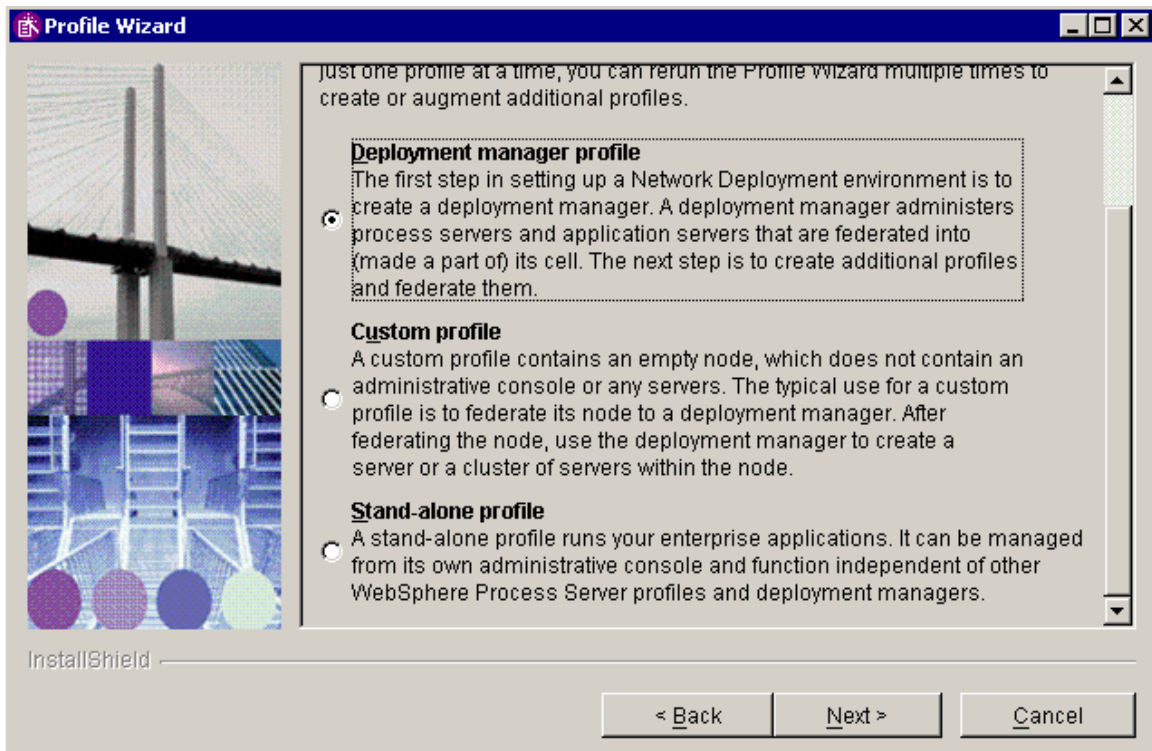 Profile Wizard
just one profile at a time, you can rerun the Profile Wizard multiple times to
create or augment additional profiles.
Deployment manager profile
The first step in setting up a Network Deployment environment is to
create a deployment manager. A deployment manager administers
process servers and application servers that are federated into
(made a part of) its cell. The next step is to create additional profiles
and federate them.
Custom profile
A custom profile contains an empty node, which does not contain an
administrative console or any servers. The typical use for a custom
profile is to federate its node to a deployment manager. After
federating the node, use the deployment manager to create a
server or a cluster of servers within the node.
Stand-alone profile
A stand-alone profile runs your enterprise applications. It can be managed
from its own administrative console and function independent of other
WebSphere Process Server profiles and deployment managers.
InstallShield
< Back
Next >
Cancel